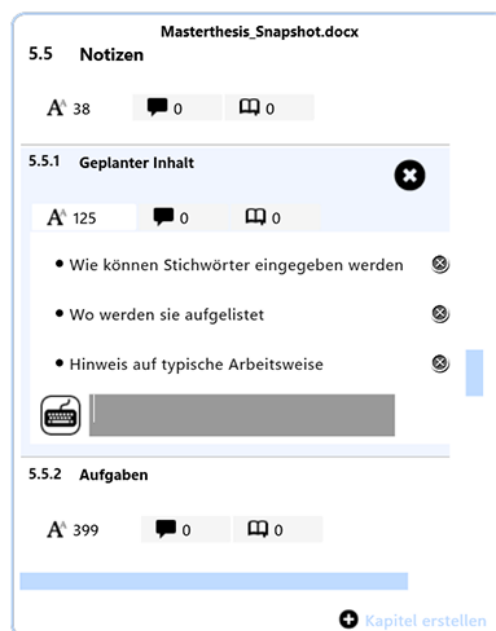 Masterthesis_Snapshot.docx
5.5 Notizen
A^A 38 0 0
5.5.1 Geplanter Inhalt
A^A 125 0 0
• Wie können Stichwörter eingegeben werden
• Wo werden sie aufgelistet
• Hinweis auf typische Arbeitsweise
5.5.2 Aufgaben
A^A 399 0 0
Kapitel erstellen